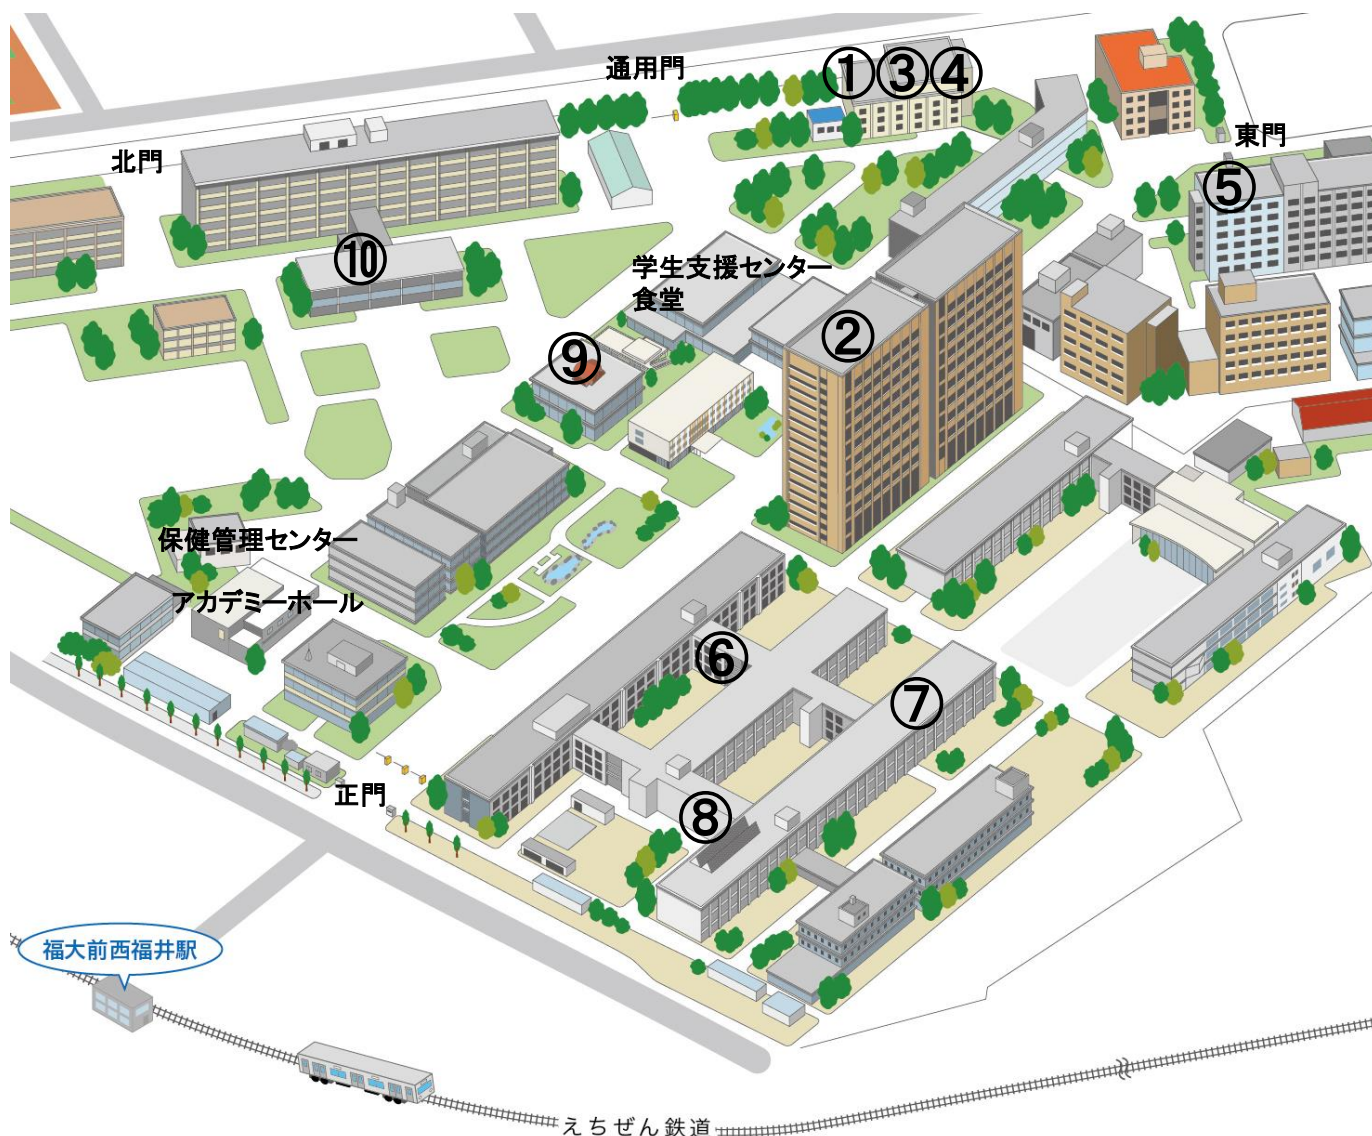 通用門
①③④
北門
東門
⑤
⑩
学生支援センター
食堂
②
⑨
保健管理センター
アカデミーホール
⑥
⑦
正門
⑧
福大前西福井駅
えちぜん鉄道